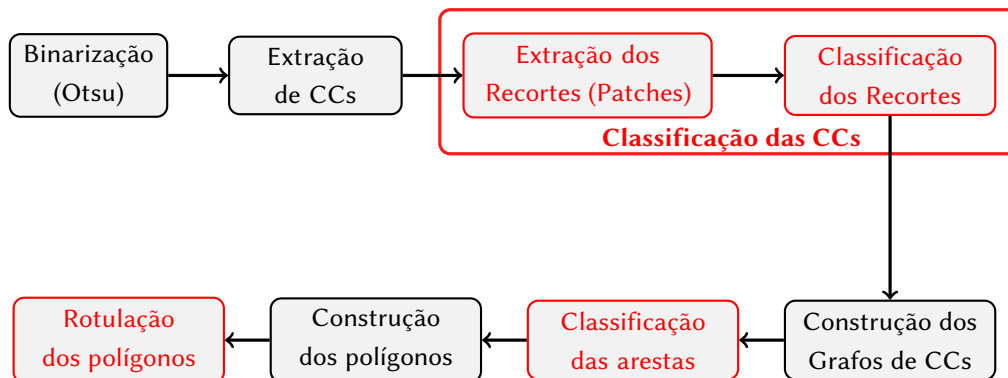 Binarização
(Otsu)
Extração
de CCs
Extração dos
Recortes (Patches)
Classificação
dos Recortes
Classificação das CCs
Construção dos
Grafos de CCs
Classificação
das arestas
Construção
dos polígonos
Rotulação
dos polígonos